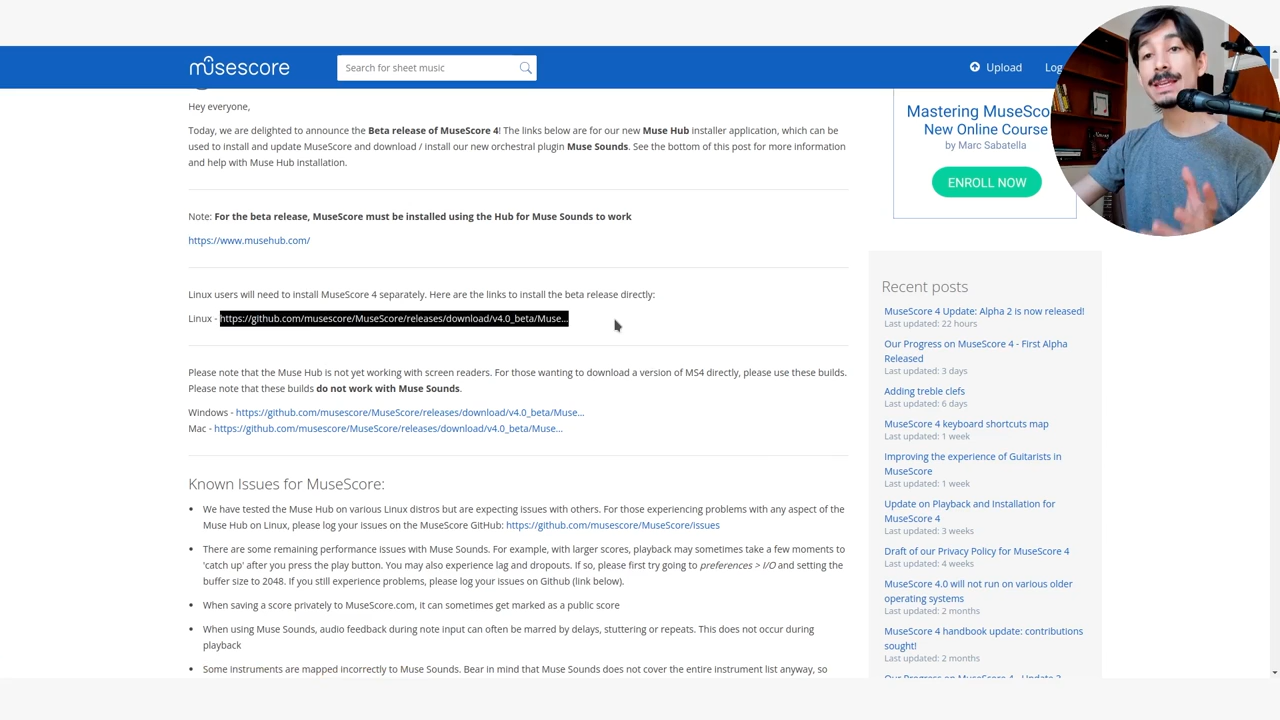 musescore
Search for sheet music
Upload
Log
Hey everyone,
Today, we are delighted to announce the Beta release of MuseScore 4! The links below are for our new Muse Hub installer application, which can be
used to install and update MuseScore and download / install our new orchestral plugin Muse Sounds. See the bottom of this post for more information
and help with Muse Hub installation.
Note: For the beta release, MuseScore must be installed using the Hub for Muse Sounds to work
https://www.musehub.com/
Linux users will need to install MuseScore 4 separately. Here are the links to install the beta release directly:
Linux - https://github.com/musescore/MuseScore/releases/download/v4.0_beta/Muse...
Please note that the Muse Hub is not yet working with screen readers. For those wanting to download a version of MS4 directly, please use these builds.
Please note that these builds do not work with Muse Sounds.
Windows - https://github.com/musescore/MuseScore/releases/download/v4.0_beta/Muse...
Mac - https://github.com/musescore/MuseScore/releases/download/v4.0_beta/Muse...
Known Issues for MuseScore:
• We have tested the Muse Hub on various Linux distros but are expecting issues with others. For those experiencing problems with any aspect of the
Muse Hub on Linux, please log your issues on the MuseScore GitHub: https://github.com/musescore/MuseScore/issues
• There are some remaining performance issues with Muse Sounds. For example, with larger scores, playback may sometimes take a few moments to
'catch up' after you press the play button. You may also experience lag and dropouts. If so, please first try going to preferences > I/O and setting the
buffer size to 2048. If you still experience problems, please log your issues on Github (link below).
• When saving a score privately to MuseScore.com, it can sometimes get marked as a public score
• When using Muse Sounds, audio feedback during note input can often be marred by delays, stuttering or repeats. This does not occur during
playback
• Some instruments are mapped incorrectly to Muse Sounds. Bear in mind that Muse Sounds does not cover the entire instrument list anyway, so
Mastering MuseSco
New Online Course
by Marc Sabatella
ENROLL NOW
Recent posts
MuseScore 4 Update: Alpha 2 is now released!
Last updated: 22 hours
Our Progress on MuseScore 4 - First Alpha
Released
Last updated: 3 days
Adding treble clefs
Last updated: 6 days
MuseScore 4 keyboard shortcuts map
Last updated: 1 week
Improving the experience of Guitarists in
MuseScore
Last updated: 1 week
Update on Playback and Installation for
MuseScore 4
Last updated: 3 weeks
Draft of our Privacy Policy for MuseScore 4
Last updated: 4 weeks
MuseScore 4.0 will not run on various older
operating systems
Last updated: 2 months
MuseScore 4 handbook update: contributions
sought!
Last updated: 2 months